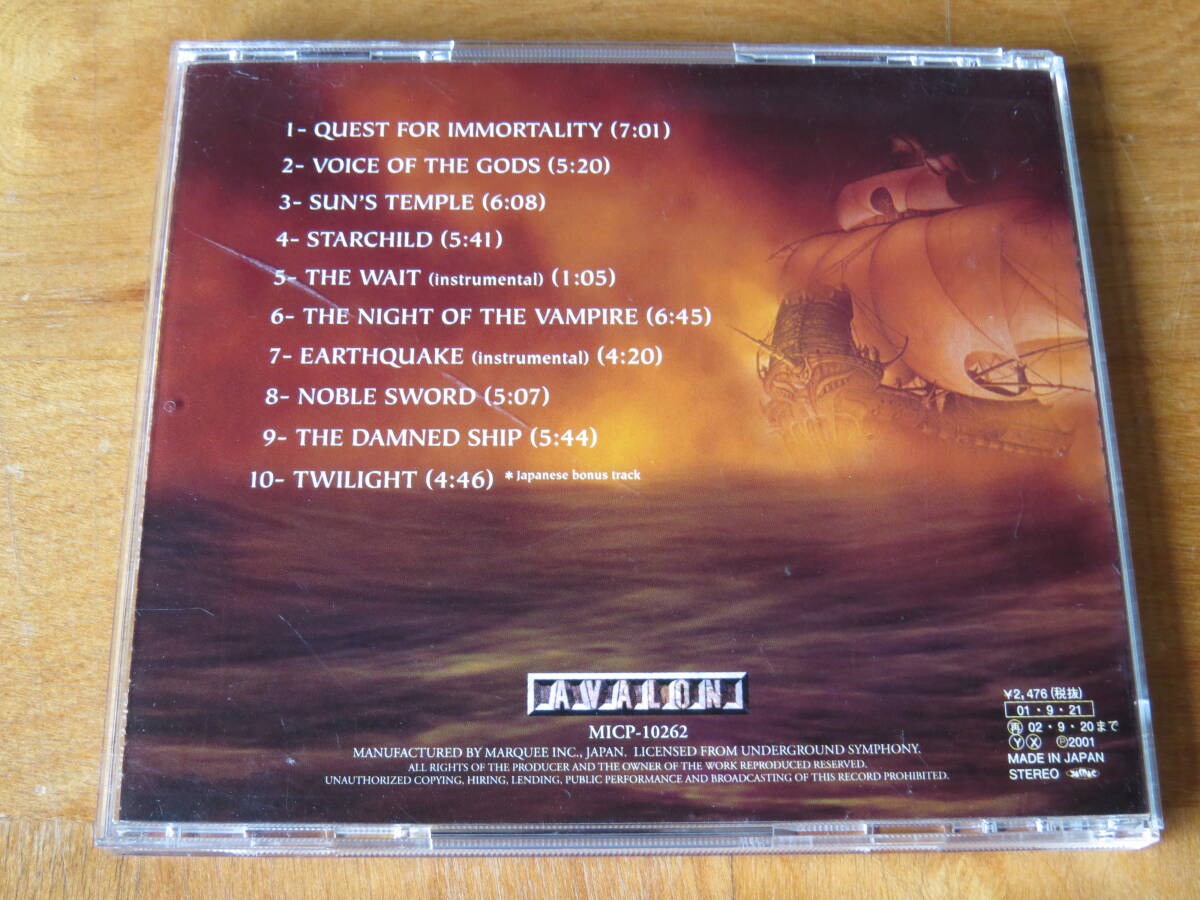 1- QUEST FOR IMMORTALITY (7:01)
2- VOICE OF THE GODS (5:20)
3- SUN'S TEMPLE (6:08)
4- STARCHILD (5:41)
5- THE WAIT (instrumental) (1:05)
6- THE NIGHT OF THE VAMPIRE (6:45)
7- EARTHQUAKE (instrumental) (4:20)
8- NOBLE SWORD (5:07)
9- THE DAMNED SHIP (5:44)
10- TWILIGHT (4:46) * Japanese bonus track
AVALON
MICP-10262
MANUFACTURED BY MARQUEE INC., JAPAN. LICENSED FROM UNDERGROUND SYMPHONY.
ALL RIGHTS OF THE PRODUCER AND THE OWNER OF THE WORK REPRODUCED RESERVED.
UNAUTHORIZED COPYING, HIRING, LENDING, PUBLIC PERFORMANCE AND BROADCASTING OF THIS RECORD PROHIBITED.
¥2,476 (税抜)
01・9・21
再 02・9・20まで
Ⓨ Ⓧ Ⓟ2001
MADE IN JAPAN
STEREO